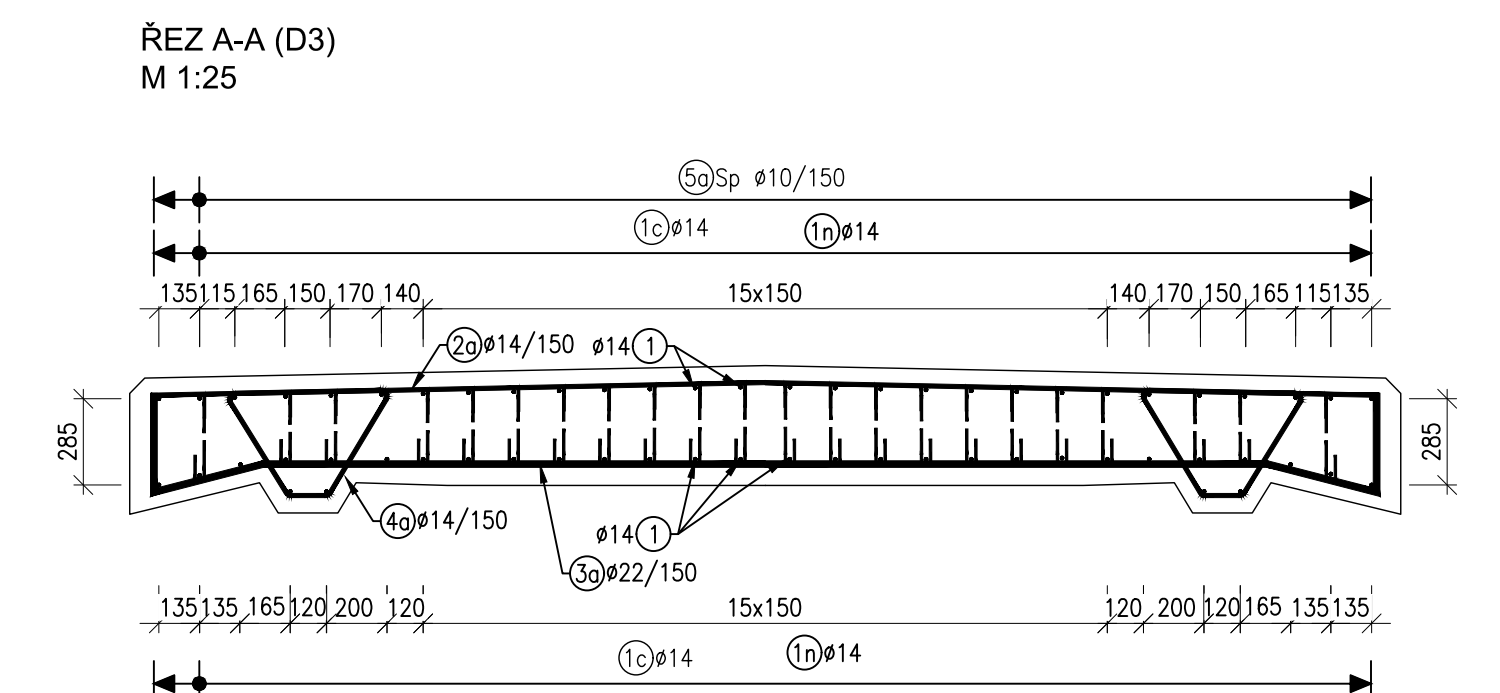 ŘEZ A-A (D3)
M 1:25
5a Sp ø10/150
1c ø14 1n ø14
135 115 165 150 170 140 15x150 140 170 150 165 115 135
2a ø14/150 ø14 1
285 285
4a ø14/150 ø14 1
3a ø22/150
135 135 165 120 200 120 15x150 120 200 120 165 135 135
1c ø14 1n ø14